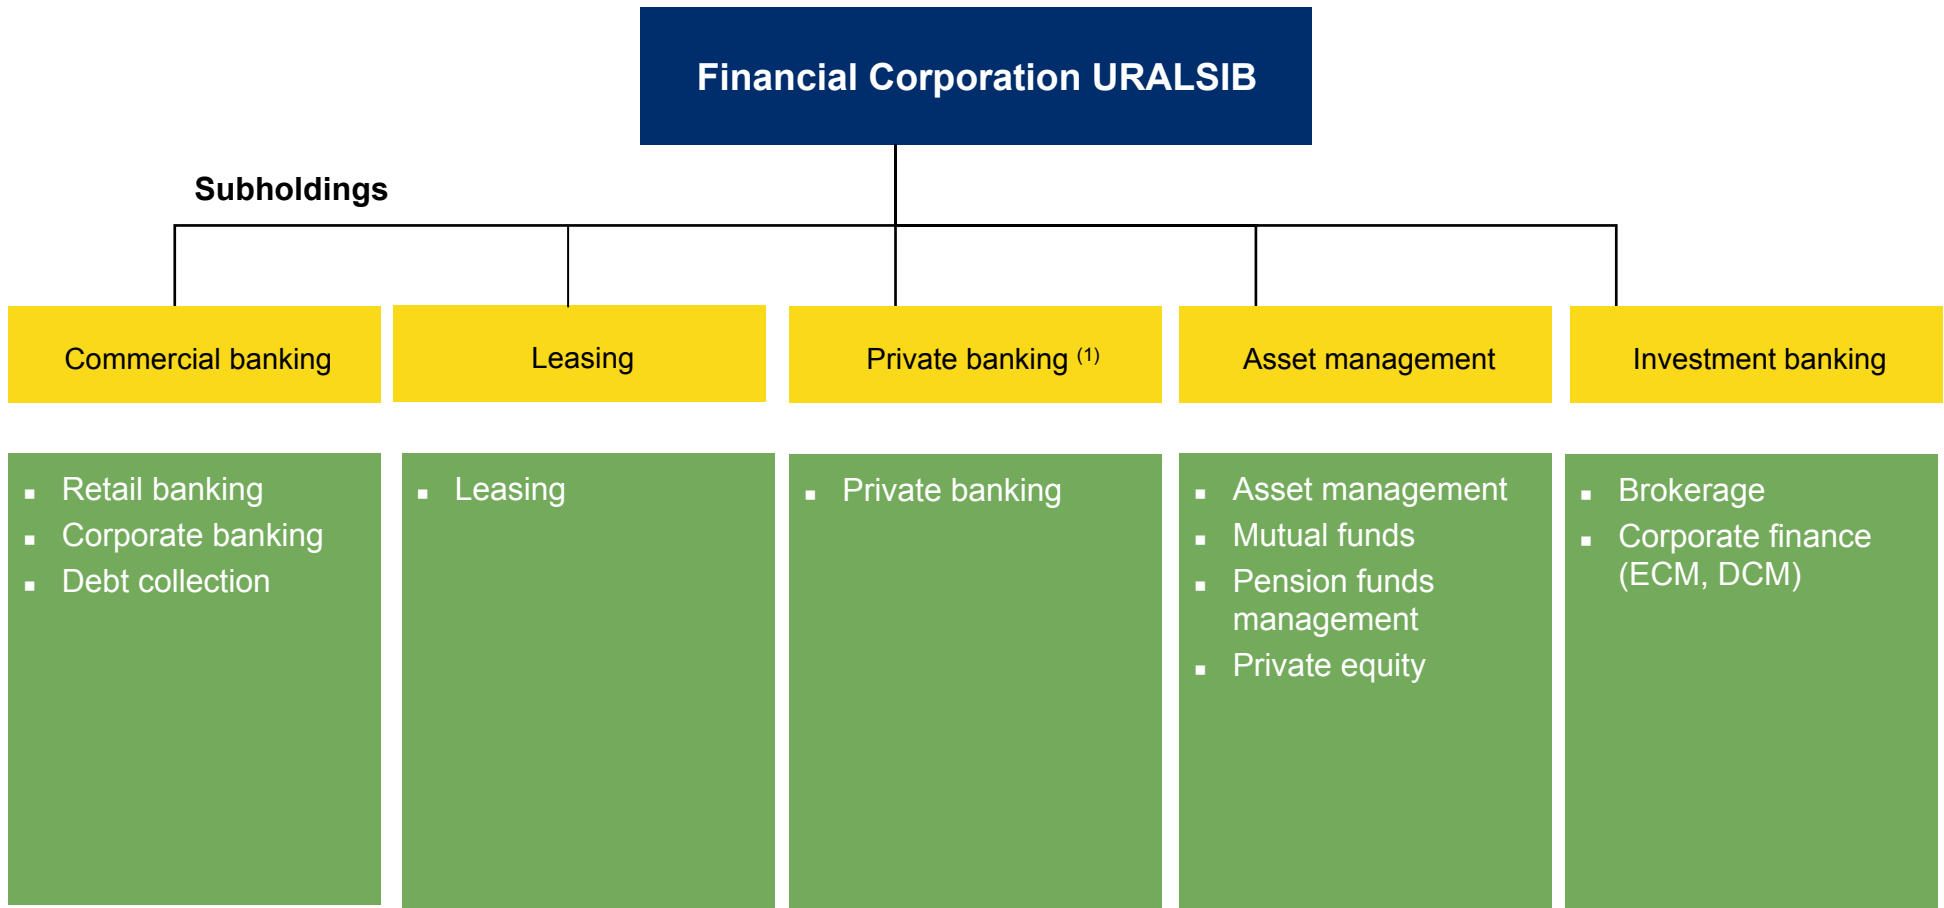 Financial Corporation URALSIB
Subholdings
Commercial banking
Leasing
Private banking (1)
Asset management
Investment banking
▪ Retail banking
▪ Corporate banking
▪ Debt collection
▪ Leasing
▪ Private banking
▪ Asset management
▪ Mutual funds
▪ Pension funds
management
▪ Private equity
▪ Brokerage
▪ Corporate finance
(ECM, DCM)